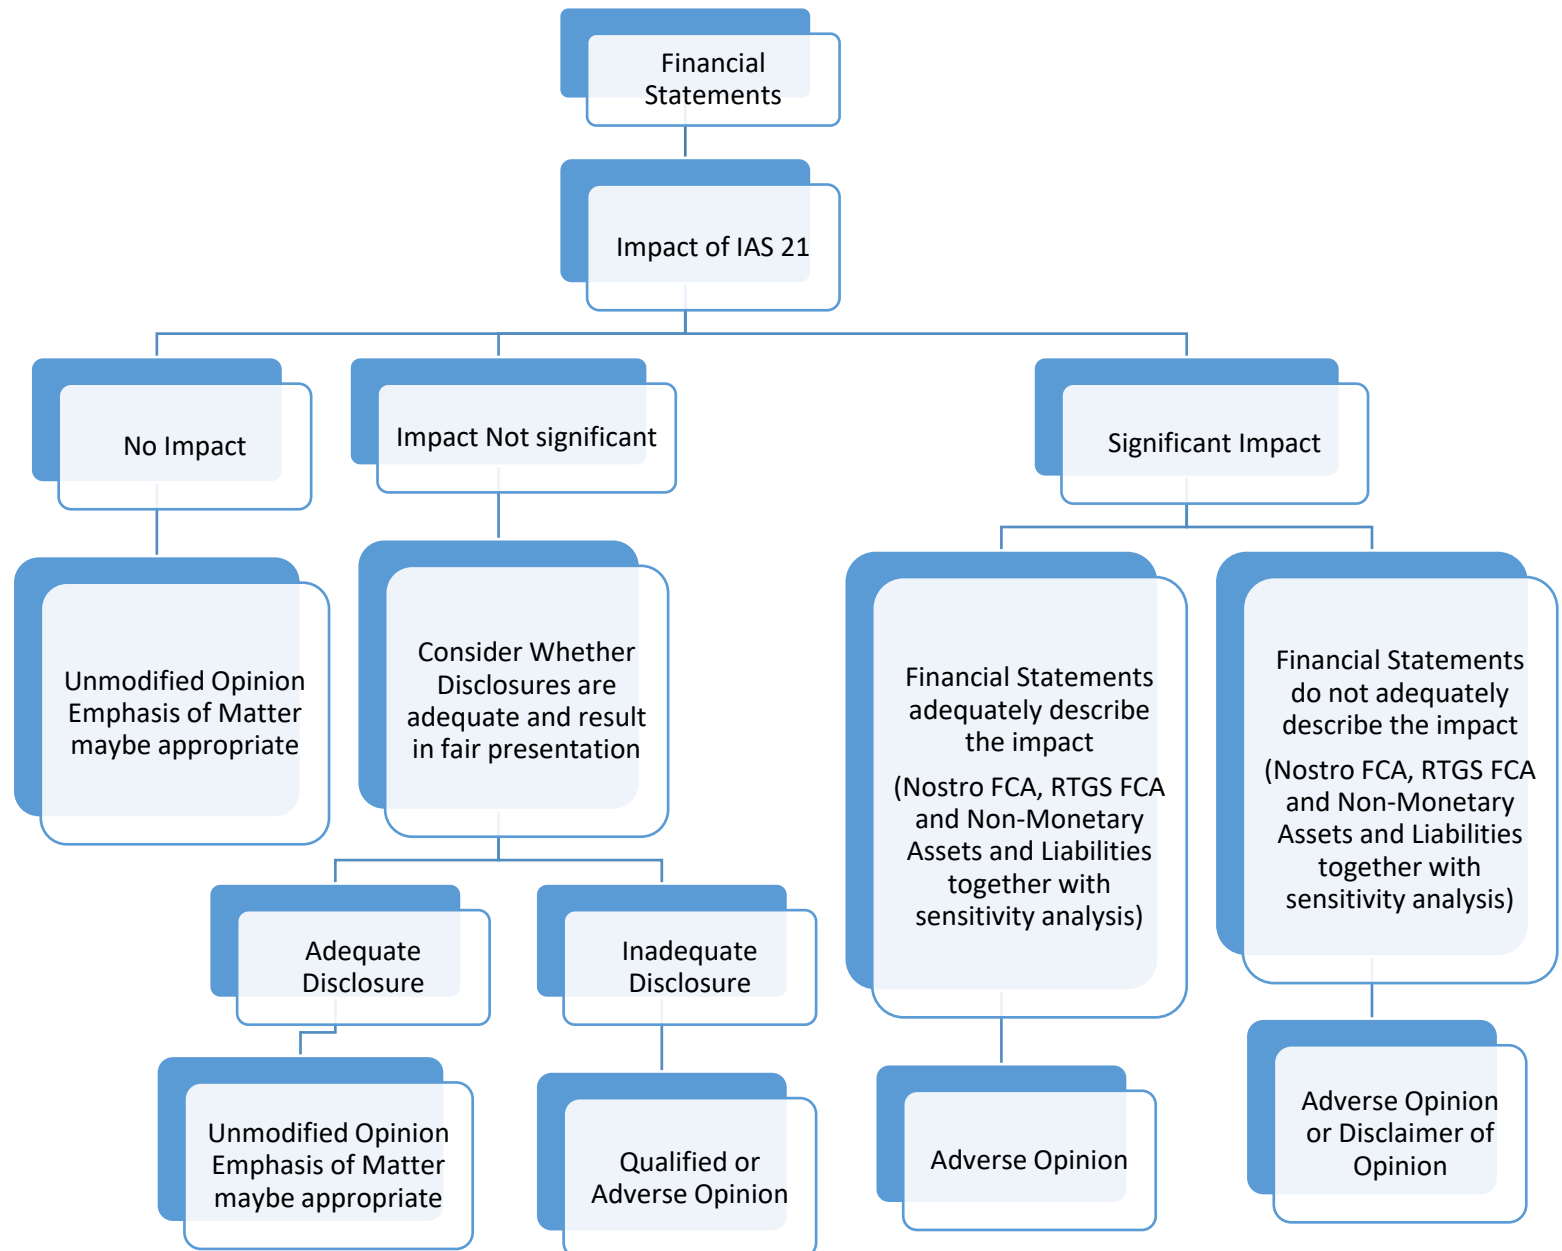 Financial
Statements
Impact of IAS 21
No Impact
Impact Not significant
Significant Impact
Unmodified Opinion
Emphasis of Matter
maybe appropriate
Consider Whether
Disclosures are
adequate and result
in fair presentation
Financial Statements
adequately describe
the impact
(Nostro FCA, RTGS FCA
and Non-Monetary
Assets and Liabilities
together with
sensitivity analysis)
Financial Statements
do not adequately
describe the impact
(Nostro FCA, RTGS FCA
and Non-Monetary
Assets and Liabilities
together with
sensitivity analysis)
Adequate
Disclosure
Inadequate
Disclosure
Unmodified Opinion
Emphasis of Matter
maybe appropriate
Qualified or
Adverse Opinion
Adverse Opinion
Adverse Opinion
or Disclaimer of
Opinion